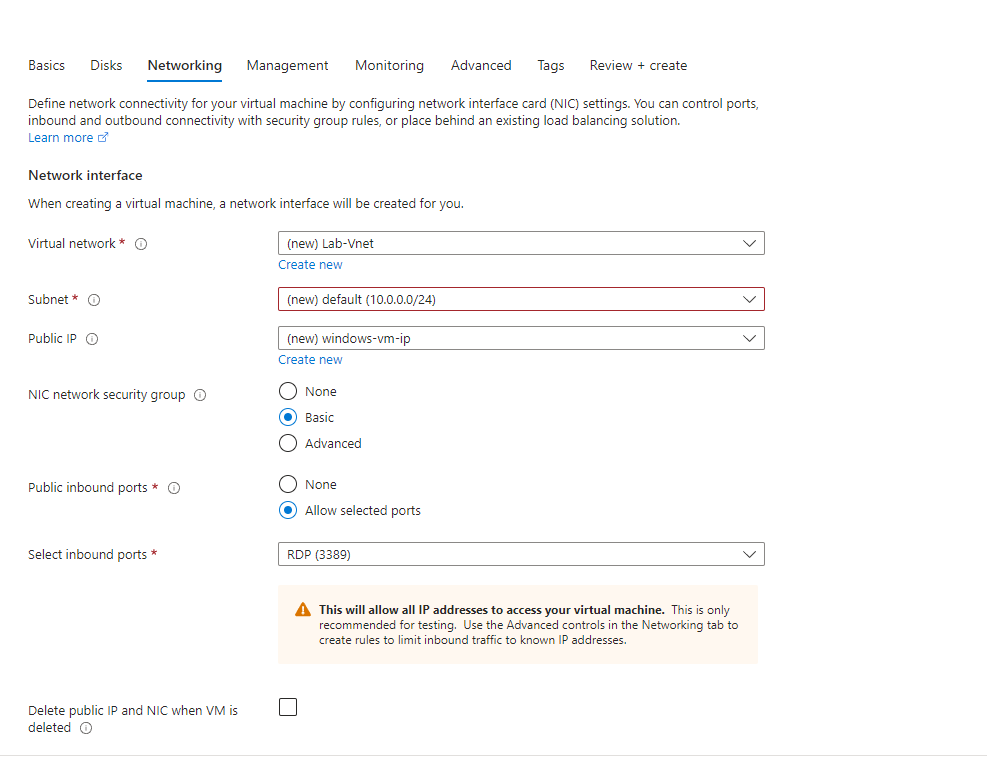 Basics Disks Networking Management Monitoring Advanced Tags Review + create
Define network connectivity for your virtual machine by configuring network interface card (NIC) settings. You can control ports,
inbound and outbound connectivity with security group rules, or place behind an existing load balancing solution.
Learn more
Network interface
When creating a virtual machine, a network interface will be created for you.
Virtual network *
(new) Lab-Vnet
Create new
Subnet *
(new) default (10.0.0.0/24)
Public IP
(new) windows-vm-ip
Create new
NIC network security group
None
Basic
Advanced
Public inbound ports *
None
Allow selected ports
Select inbound ports *
RDP (3389)
This will allow all IP addresses to access your virtual machine. This is only
recommended for testing. Use the Advanced controls in the Networking tab to
create rules to limit inbound traffic to known IP addresses.
Delete public IP and NIC when VM is
deleted